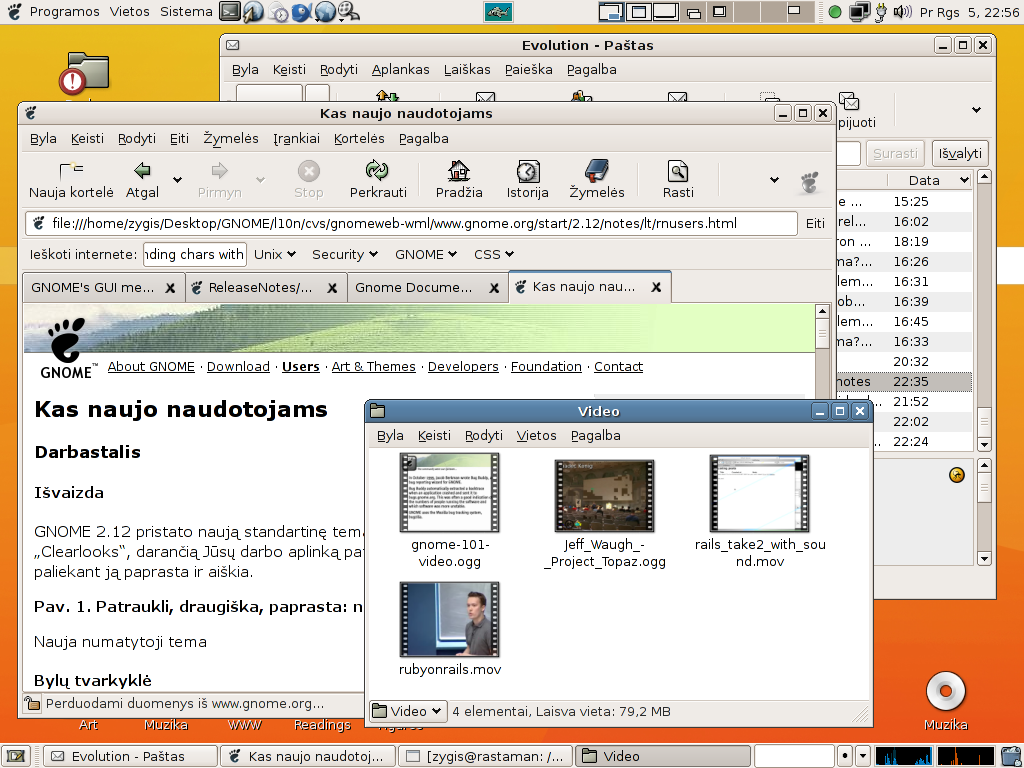 Programos Vietos Sistema
Pr Rgs 5, 22:56
Evolution - Paštas
Byla Keisti Rodyti Aplankas Laiškas Paieška Pagalba
pijuoti
Surasti Išvalyti
Data
15:25
16:02
18:19
16:26
16:31
16:39
16:45
16:33
20:32
notes 22:35
21:52
22:02
22:24
Kas naujo naudotojams
Byla Keisti Rodyti Eiti Žymelės Įrankiai Kortelės Pagalba
Nauja kortelė Atgal Pirmyn Stop Perkrauti Pradžia Istorija Žymelės Rasti
file:///home/zygis/Desktop/GNOME/l10n/cvs/gnomeweb-wml/www.gnome.org/start/2.12/notes/lt/rnusers.html Eiti
Ieškoti internete: nding chars with Unix Security GNOME CSS
GNOME's GUI me... ReleaseNotes/... Gnome Docume... Kas naujo nau...
GNOME™ About GNOME · Download · Users · Art & Themes · Developers · Foundation · Contact
Kas naujo naudotojams
Darbastalis
Išvaizda
GNOME 2.12 pristato naują standartinę tema
„Clearlooks“, darančią Jūsų darbo aplinką pat
paliekant ją paprasta ir aiškia.
Pav. 1. Patraukli, draugiška, paprasta: n
Nauja numatytoji tema
Bylų tvarkyklė
Perduodami duomenys iš www.gnome.org...
Video
Byla Keisti Rodyti Vietos Pagalba
gnome-101-
video.ogg
Jeff_Waugh_-
_Project_Topaz.ogg
rails_take2_with_sou
nd.mov
rubyonrails.mov
Video 4 elementai, Laisva vieta: 79,2 MB
Art Muzika WWW Readings
Muzika
Evolution - Paštas Kas naujo naudotoj... [zygis@rastaman: /... Video